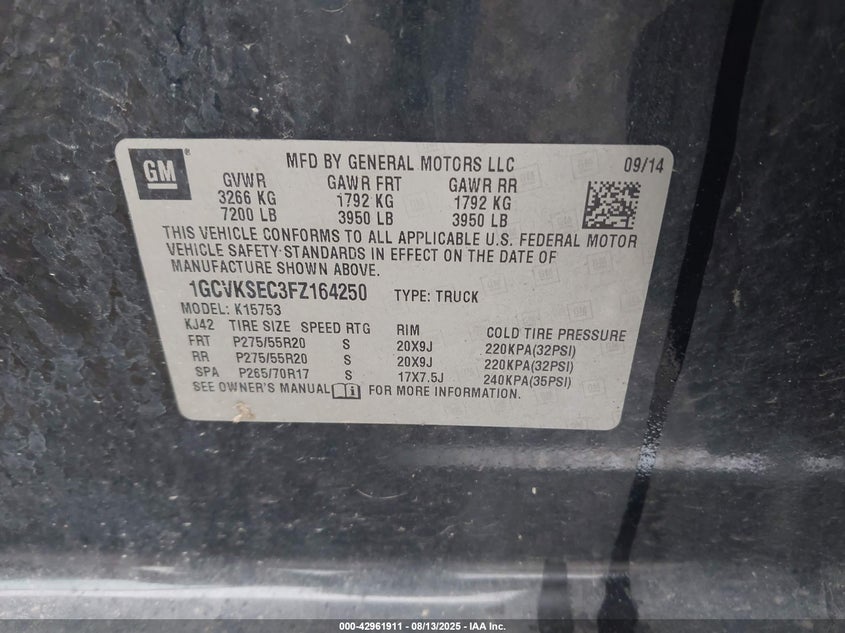 GM
MFD BY GENERAL MOTORS LLC 09/14
GVWR GAWR FRT GAWR RR
3266 KG 1792 KG 1792 KG
7200 LB 3950 LB 3950 LB
THIS VEHICLE CONFORMS TO ALL APPLICABLE U.S. FEDERAL MOTOR
VEHICLE SAFETY STANDARDS IN EFFECT ON THE DATE OF
MANUFACTURE SHOWN ABOVE.
1GCVKSEC3FZ164250 TYPE: TRUCK
MODEL: K15753
KJ42 TIRE SIZE SPEED RTG RIM COLD TIRE PRESSURE
FRT P275/55R20 S 20X9J 220KPA(32PSI)
RR P275/55R20 S 20X9J 220KPA(32PSI)
SPA P265/70R17 S 17X7.5J 240KPA(35PSI)
SEE OWNER'S MANUAL FOR MORE INFORMATION.
000-42961911 - 08/13/2025 - IAA Inc.